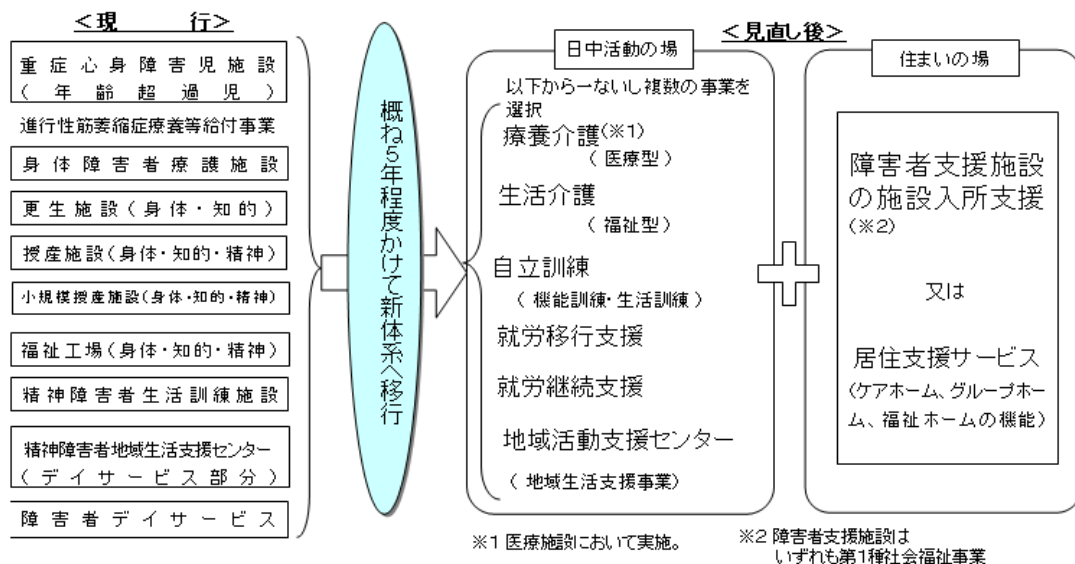 ＜現　行＞
重症心身障害児施設
（年齢超過児）
進行性筋萎縮症療養等給付事業
身体障害者療護施設
更生施設（身体・知的）
授産施設（身体・知的・精神）
小規模授産施設（身体・知的・精神）
福祉工場（身体・知的・精神）
精神障害者生活訓練施設
精神障害者地域生活支援センター
（デイサービス部分）
障害者デイサービス
概ね５年程度かけて新体系へ移行
＜見直し後＞
日中活動の場
以下から一ないし複数の事業を
選択
療養介護(※1)
（医療型）
生活介護
（福祉型）
自立訓練
（機能訓練・生活訓練）
就労移行支援
就労継続支援
地域活動支援センター
（地域生活支援事業）
※１ 医療施設において実施。
住まいの場
障害者支援施設
の施設入所支援
(※2)
又は
居住支援サービス
（ケアホーム、グループホー
ム、福祉ホームの機能）
※２ 障害者支援施設は
いずれも第１種社会福祉事業